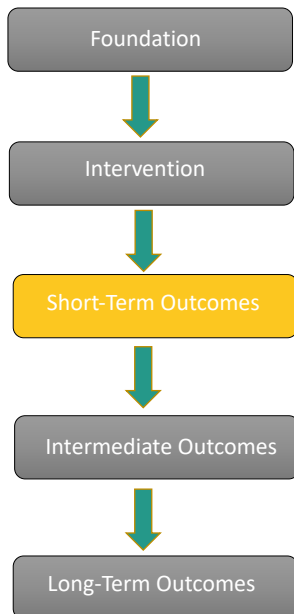 Foundation
Intervention
Short-Term Outcomes
Intermediate Outcomes
Long-Term Outcomes